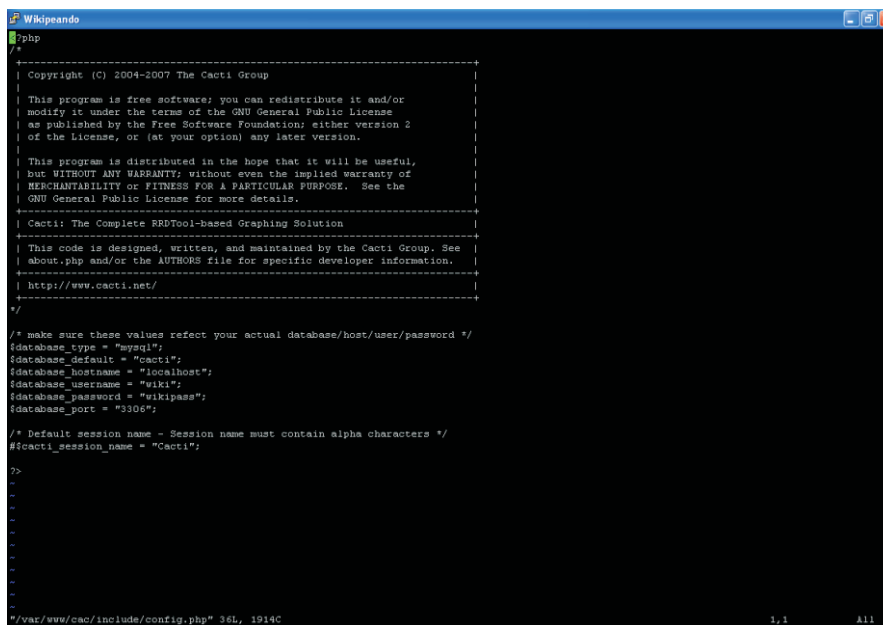 Wikipeando
<?php
/*
+-------------------------------------------------------------------------+
| Copyright (C) 2004-2007 The Cacti Group |
| |
| This program is free software; you can redistribute it and/or |
| modify it under the terms of the GNU General Public License |
| as published by the Free Software Foundation; either version 2 |
| of the License, or (at your option) any later version. |
| |
| This program is distributed in the hope that it will be useful, |
| but WITHOUT ANY WARRANTY; without even the implied warranty of |
| MERCHANTABILITY or FITNESS FOR A PARTICULAR PURPOSE. See the |
| GNU General Public License for more details. |
+-------------------------------------------------------------------------+
| Cacti: The Complete RRDTool-based Graphing Solution |
+-------------------------------------------------------------------------+
| This code is designed, written, and maintained by the Cacti Group. See |
| about.php and/or the AUTHORS file for specific developer information. |
+-------------------------------------------------------------------------+
| http://www.cacti.net/ |
+-------------------------------------------------------------------------+
*/
/* make sure these values refect your actual database/host/user/password */
$database_type = "mysql";
$database_default = "cacti";
$database_hostname = "localhost";
$database_username = "wiki";
$database_password = "wikipass";
$database_port = "3306";
/* Default session name - Session name must contain alpha characters */
#$cacti_session_name = "Cacti";
?>
~
~
~
~
~
~
~
~
~
~
~
"/var/www/cac/include/config.php" 36L, 1914C 1,1 All